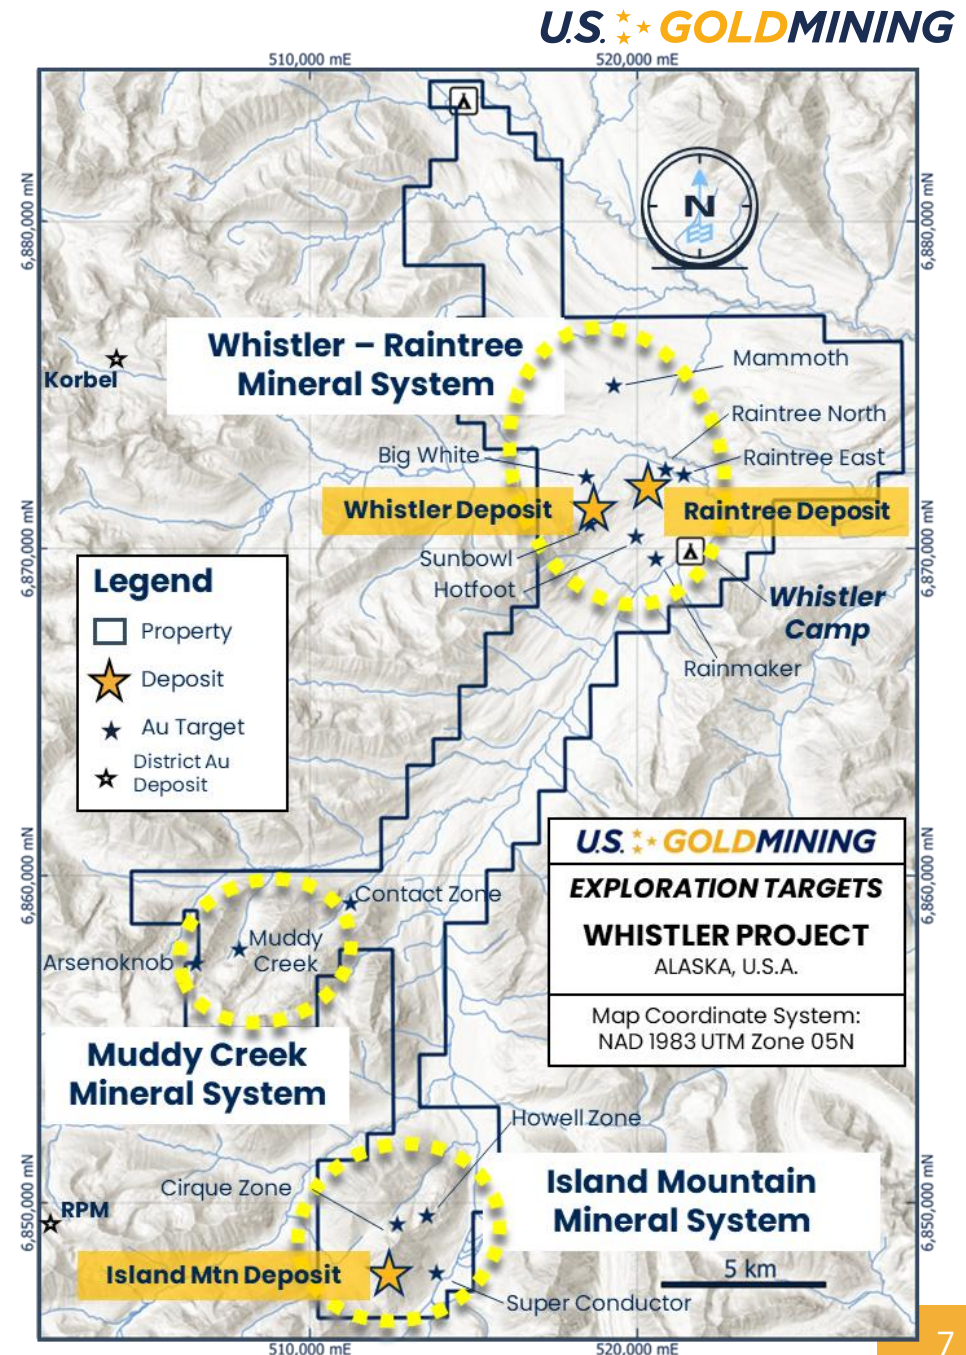 U.S. GOLDMINING
510,000 mE
520,000 mE
6,880,000 mN
6,880,000 mN
N
Whistler – Raintree
Mineral System
Korbel
Mammoth
Raintree North
Big White
Raintree East
Whistler Deposit
Raintree Deposit
6,870,000 mN
6,870,000 mN
Sunbowl
Hotfoot
Whistler
Camp
Rainmaker
Legend
Property
Deposit
Au Target
District Au
Deposit
U.S. GOLDMINING
EXPLORATION TARGETS
WHISTLER PROJECT
ALASKA, U.S.A.
Map Coordinate System:
NAD 1983 UTM Zone 05N
6,860,000 mN
6,860,000 mN
Contact Zone
Muddy
Creek
Arsenoknob
Muddy Creek
Mineral System
Howell Zone
Cirque Zone
Island Mountain
Mineral System
RPM
6,850,000 mN
6,850,000 mN
Island Mtn Deposit
5 km
Super Conductor
510,000 mE
520,000 mE
7